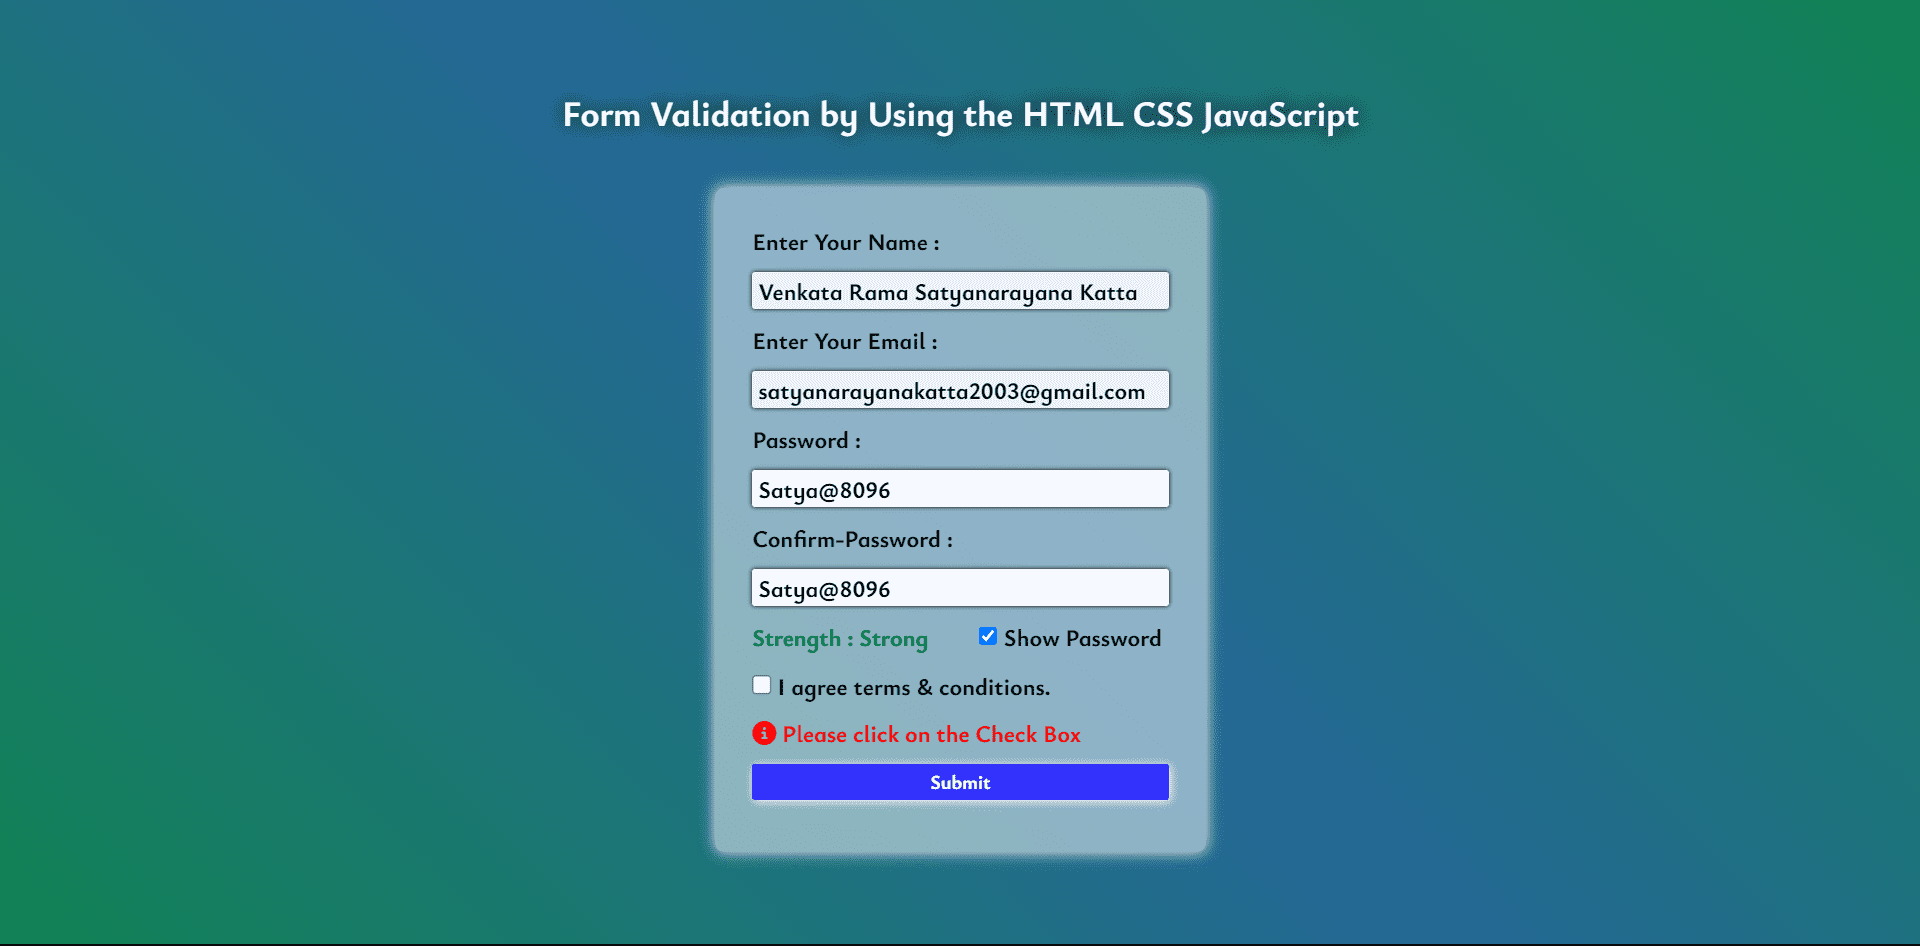 Form Validation by Using the HTML CSS JavaScript
Enter Your Name :
Venkata Rama Satyanarayana Katta
Enter Your Email :
satyanarayanakatta2003@gmail.com
Password :
Satya@8096
Confirm-Password :
Satya@8096
Strength : Strong Show Password
I agree terms & conditions.
Please click on the Check Box
Submit